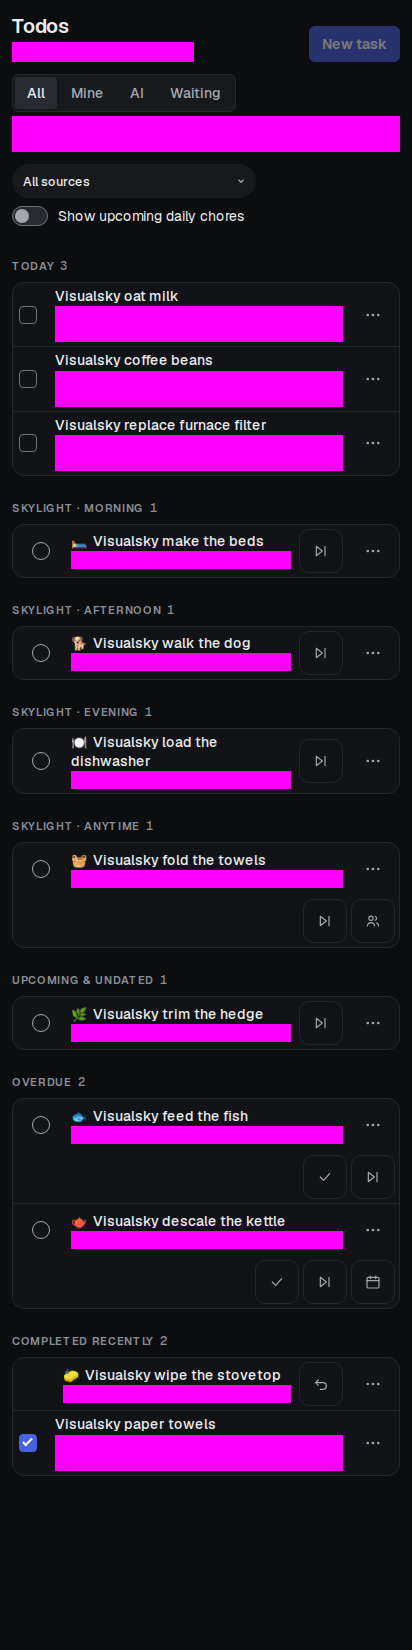 Todos
New task
All Mine AI Waiting
All sources
Show upcoming daily chores
TODAY 3
Visualsky oat milk
Visualsky coffee beans
Visualsky replace furnace filter
SKYLIGHT · MORNING 1
🛏️ Visualsky make the beds
SKYLIGHT · AFTERNOON 1
🐕 Visualsky walk the dog
SKYLIGHT · EVENING 1
🍽️ Visualsky load the
dishwasher
SKYLIGHT · ANYTIME 1
🧺 Visualsky fold the towels
UPCOMING & UNDATED 1
🌿 Visualsky trim the hedge
OVERDUE 2
🐟 Visualsky feed the fish
🫖 Visualsky descale the kettle
COMPLETED RECENTLY 2
🧽 Visualsky wipe the stovetop
Visualsky paper towels